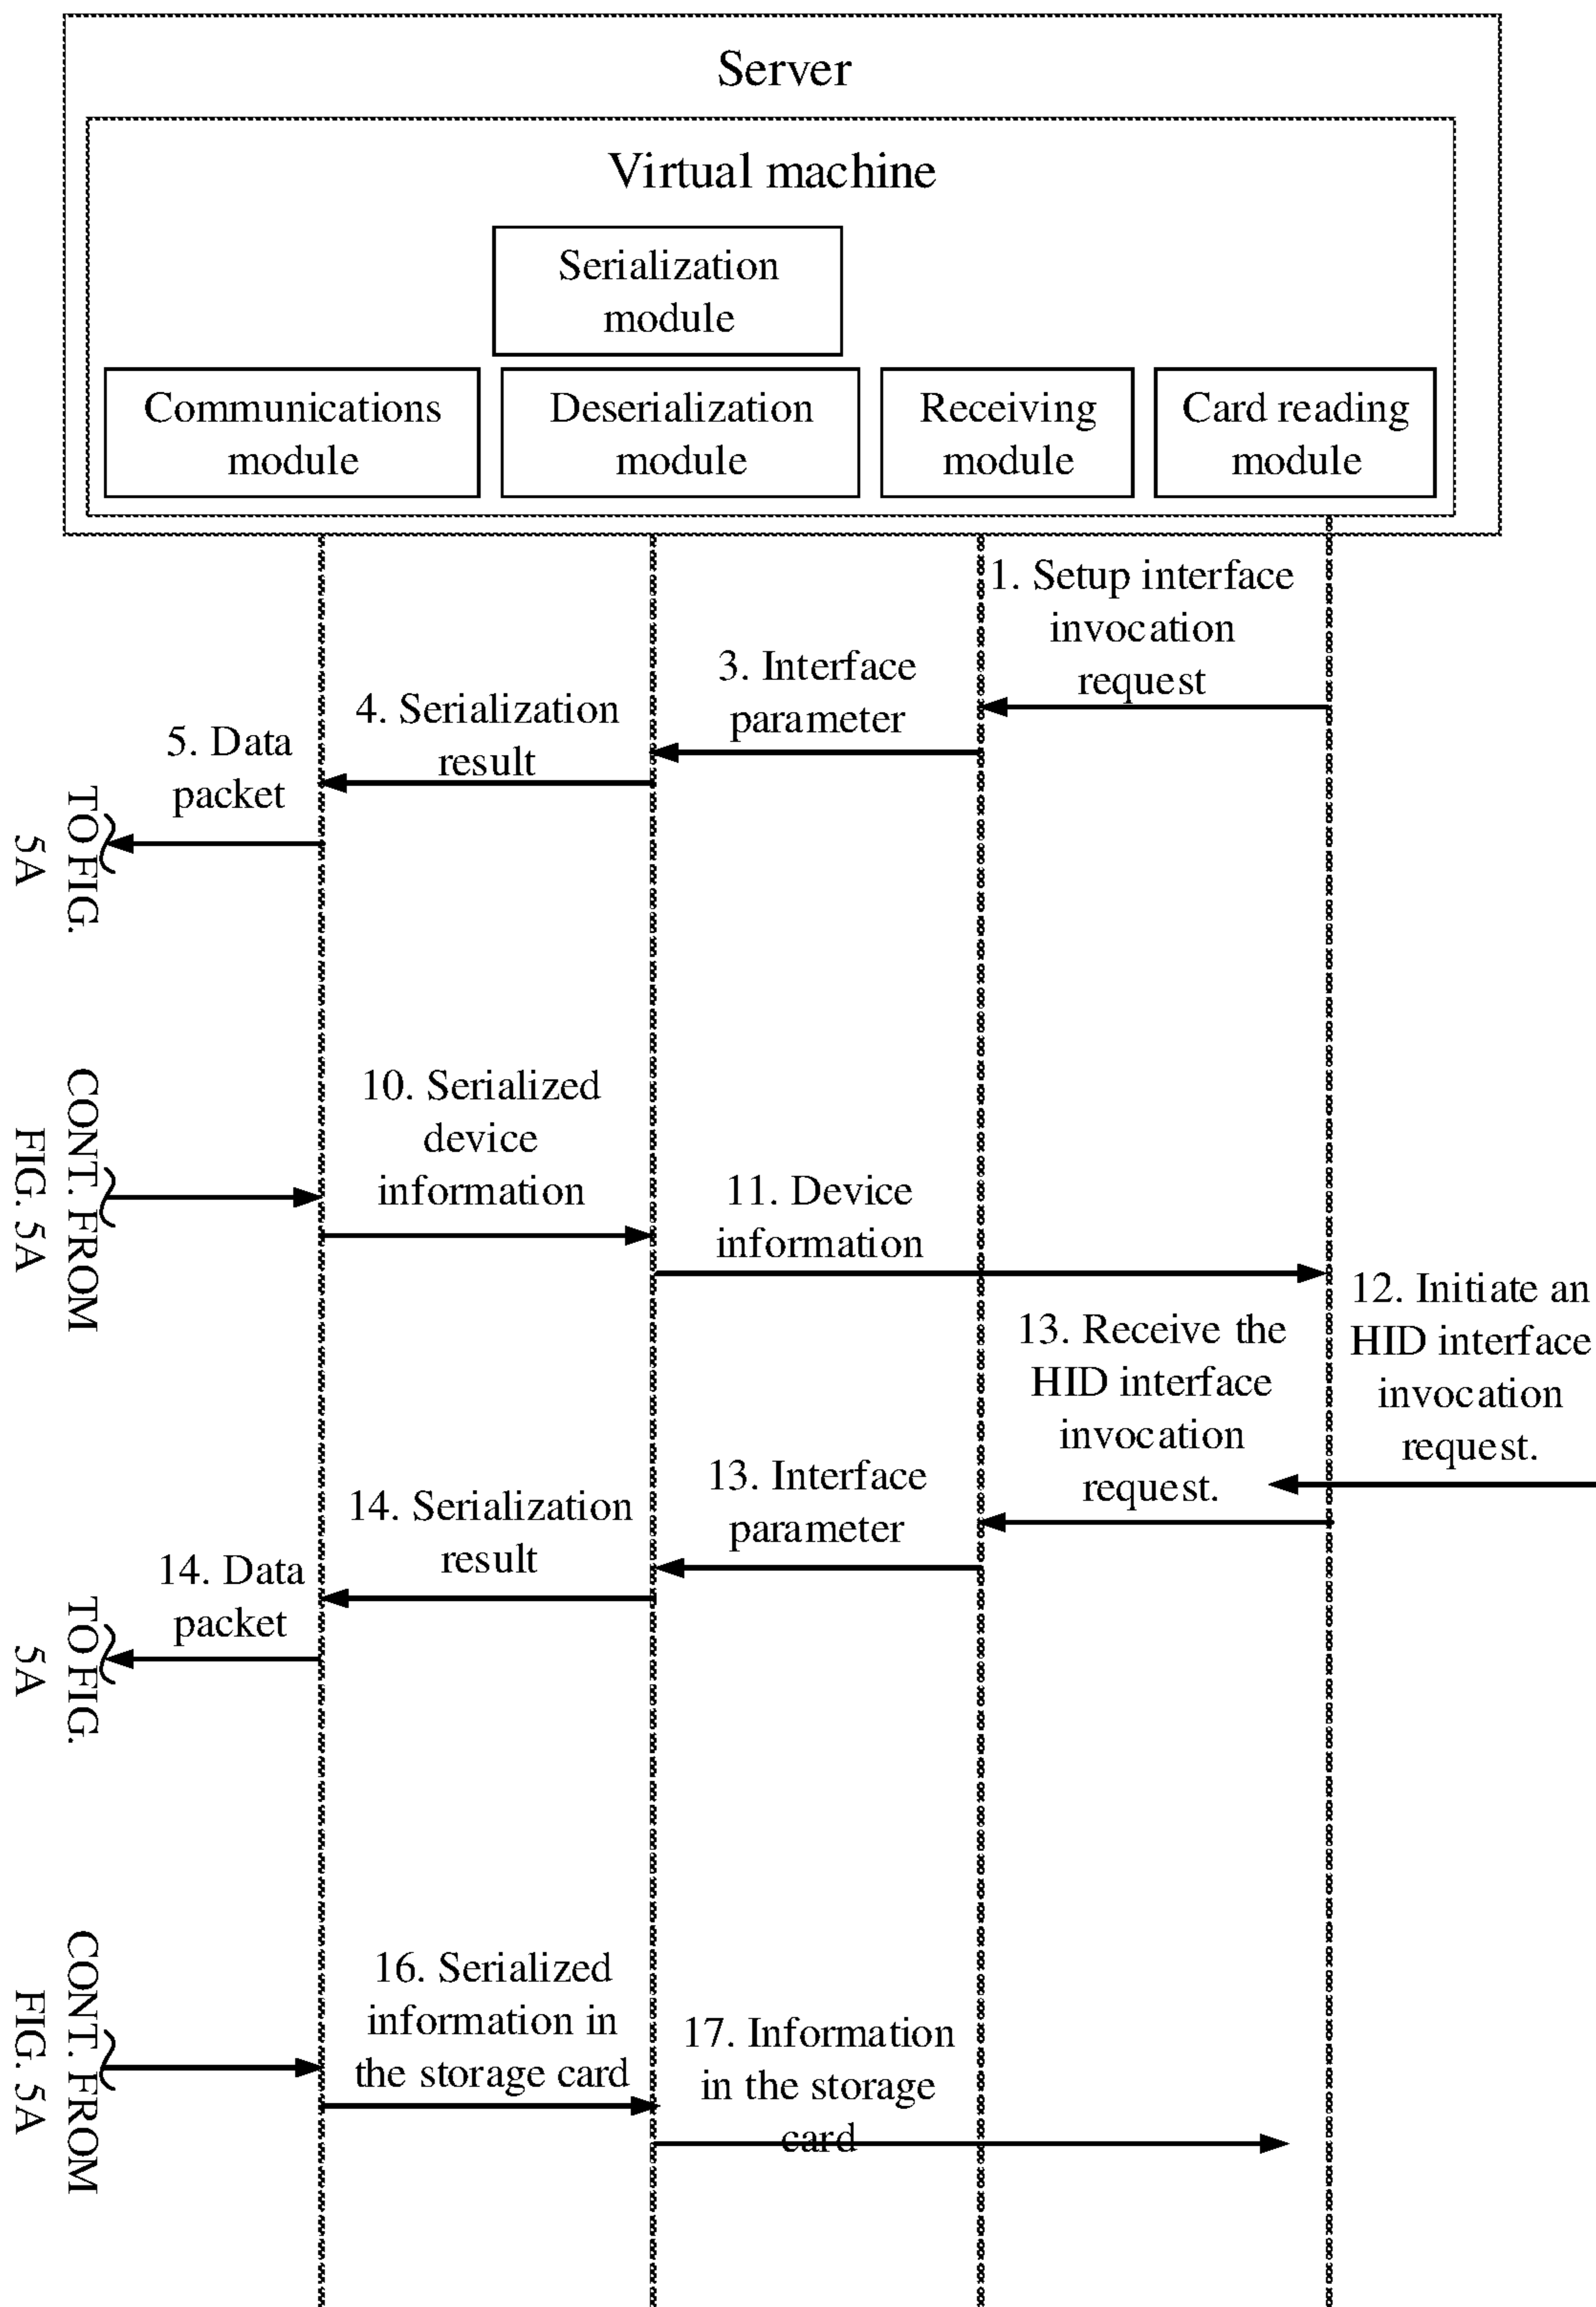 Server
Virtual machine
Serialization
module
Communications
module
Deserialization
module
Receiving
module
Card reading
module
1. Setup interface
invocation
request
3. Interface
parameter
4. Serialization
result
5. Data
packet
TO FIG.
5A
CONT. FROM
FIG. 5A
10. Serialized
device
information
11. Device
information
12. Initiate an
HID interface
invocation
request.
13. Receive the
HID interface
invocation
request.
13. Interface
parameter
14. Serialization
result
14. Data
packet
TO FIG.
5A
CONT. FROM
FIG. 5A
16. Serialized
information in
the storage card
17. Information
in the storage
card